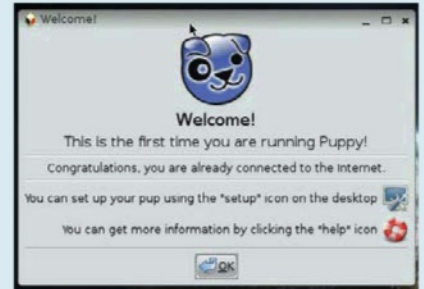 Welcome!
Welcome!
This is the first time you are running Puppy!
Congratulations, you are already connected to the Internet.
You can set up your pup using the "setup" icon on the desktop
You can get more information by clicking the "help" icon
OK